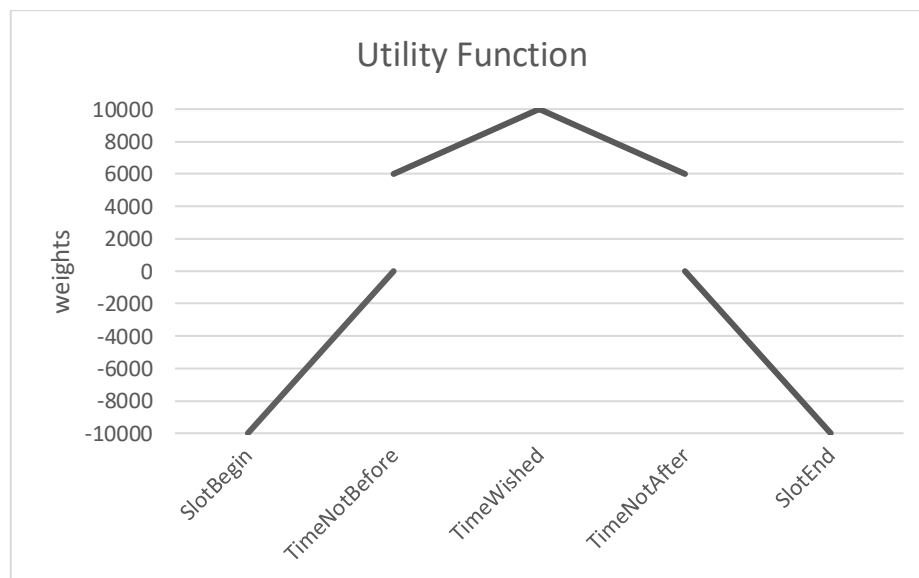 Utility Function
weights
10000
8000
6000
4000
2000
0
-2000
-4000
-6000
-8000
-10000
SlotBegin
TimeNotBefore
TimeWished
TimeNotAfter
SlotEnd